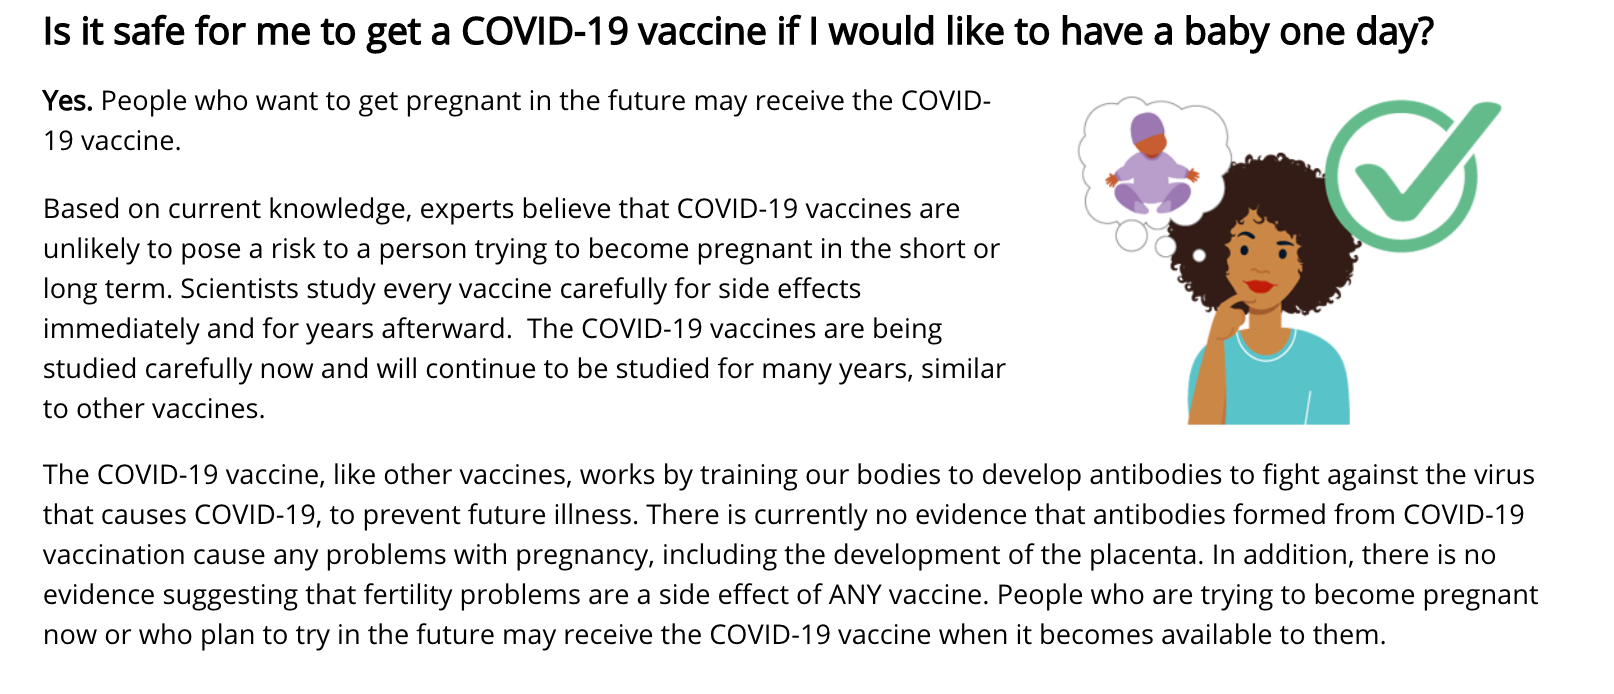 Is it safe for me to get a COVID-19 vaccine if I would like to have a baby one day?
Yes. People who want to get pregnant in the future may receive the COVID-
19 vaccine.
Based on current knowledge, experts believe that COVID-19 vaccines are
unlikely to pose a risk to a person trying to become pregnant in the short or
long term. Scientists study every vaccine carefully for side effects
immediately and for years afterward.  The COVID-19 vaccines are being
studied carefully now and will continue to be studied for many years, similar
to other vaccines.
The COVID-19 vaccine, like other vaccines, works by training our bodies to develop antibodies to fight against the virus
that causes COVID-19, to prevent future illness. There is currently no evidence that antibodies formed from COVID-19
vaccination cause any problems with pregnancy, including the development of the placenta. In addition, there is no
evidence suggesting that fertility problems are a side effect of ANY vaccine. People who are trying to become pregnant
now or who plan to try in the future may receive the COVID-19 vaccine when it becomes available to them.